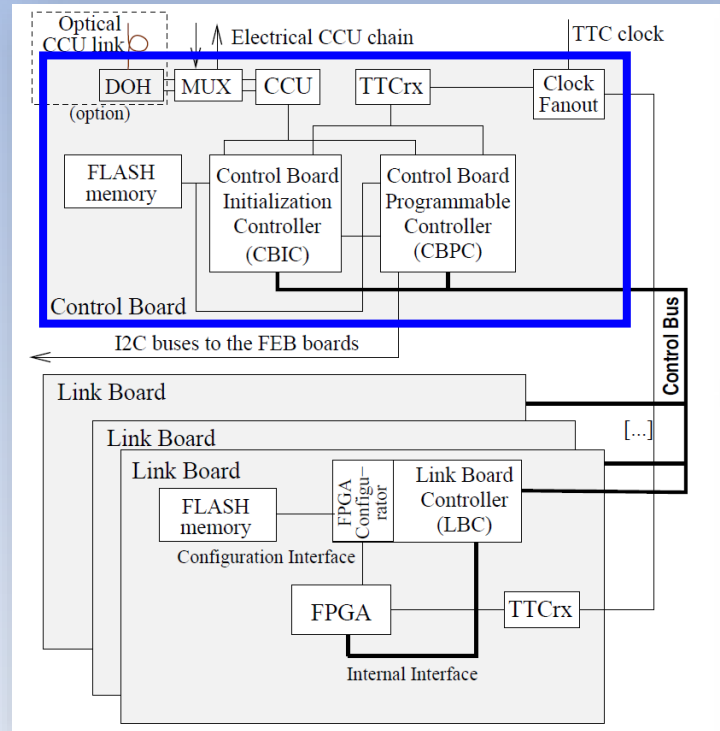 Optical
CCU link
Electrical CCU chain
TTC clock
DOH
MUX
CCU
TTCrx
Clock
Fanout
(option)
FLASH
memory
Control Board
Initialization
Controller
(CBIC)
Control Board
Programmable
Controller
(CBPC)
Control Board
I2C buses to the FEB boards
Control Bus
Link Board
[...]
Link Board
Link Board
FLASH
memory
FPGA
Configu-
rator
Link Board
Controller
(LBC)
Configuration Interface
FPGA
TTCrx
Internal Interface